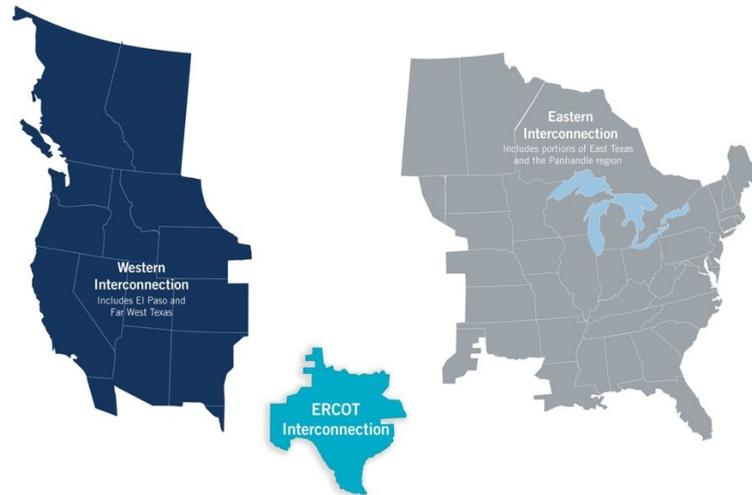 Western
Interconnection
Includes El Paso and
Far West Texas
ERCOT
Interconnection
Eastern
Interconnection
Includes portions of East Texas
and the Panhandle region